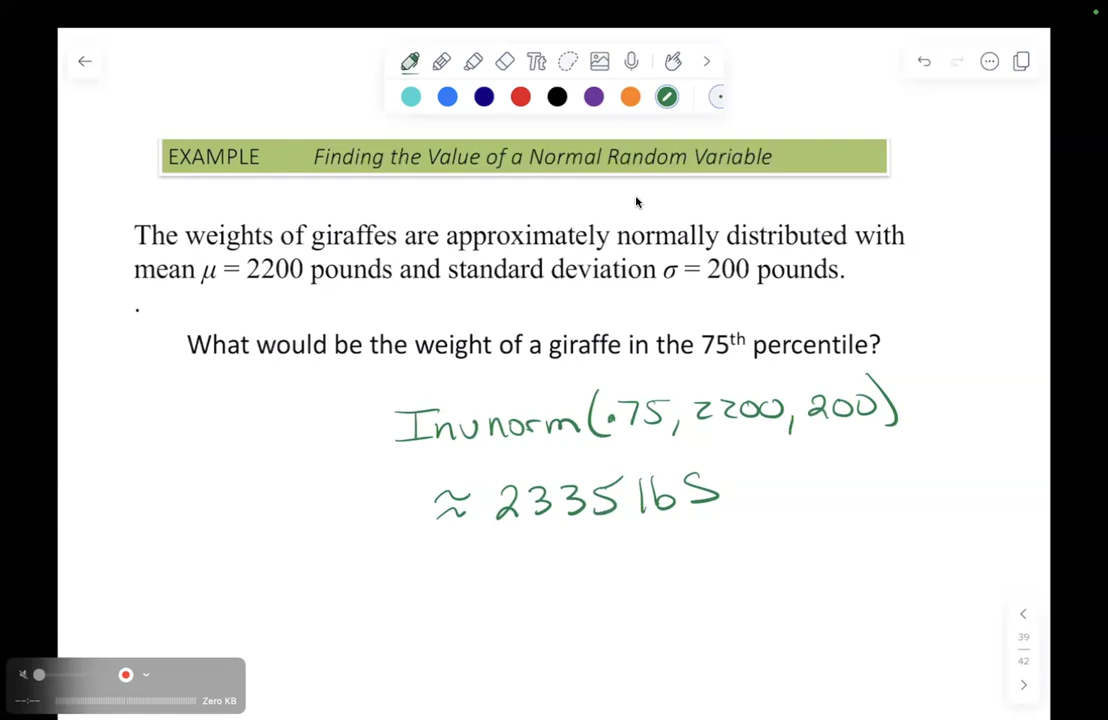 Tt
EXAMPLE Finding the Value of a Normal Random Variable
The weights of giraffes are approximately normally distributed with
mean μ = 2200 pounds and standard deviation σ = 200 pounds.
.
What would be the weight of a giraffe in the 75th percentile?
Invnorm(.75, 2200, 200)
≈ 2335 lbS
39
42
--:--
Zero KB